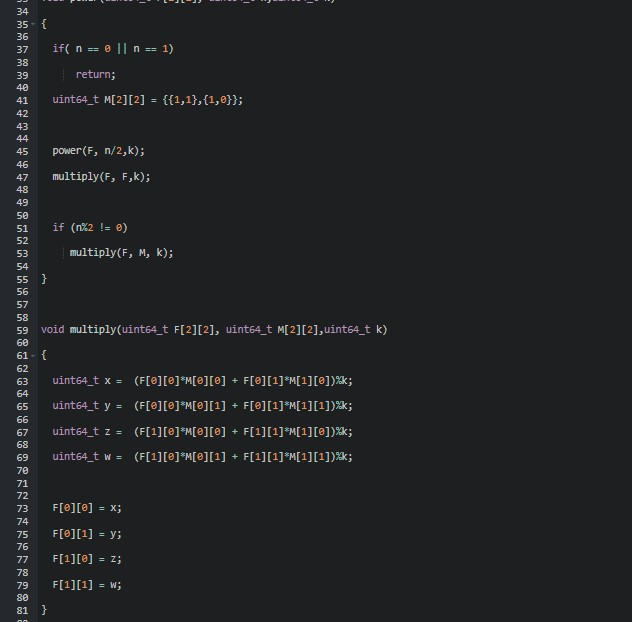 34
35 {
36
37 if( n == 0 || n == 1)
38
39 return;
40
41 uint64_t M[2][2] = {{1,1},{1,0}};
42
43
44
45 power(F, n/2,k);
46
47 multiply(F, F,k);
48
49
50
51 if (n%2 != 0)
52
53 multiply(F, M, k);
54
55 }
56
57
58
59 void multiply(uint64_t F[2][2], uint64_t M[2][2],uint64_t k)
60
61 {
62
63 uint64_t x =  (F[0][0]*M[0][0] + F[0][1]*M[1][0])%k;
64
65 uint64_t y =  (F[0][0]*M[0][1] + F[0][1]*M[1][1])%k;
66
67 uint64_t z =  (F[1][0]*M[0][0] + F[1][1]*M[1][0])%k;
68
69 uint64_t w =  (F[1][0]*M[0][1] + F[1][1]*M[1][1])%k;
70
71
72
73 F[0][0] = x;
74
75 F[0][1] = y;
76
77 F[1][0] = z;
78
79 F[1][1] = w;
80
81 }